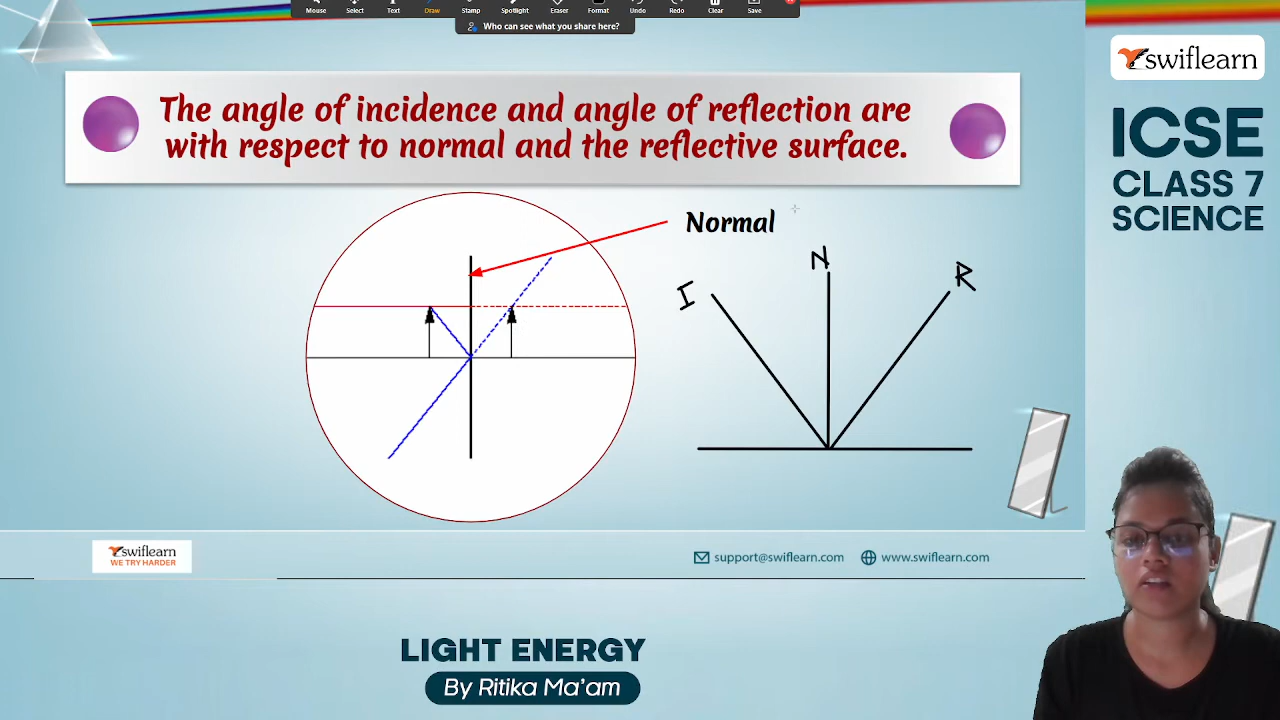 Mouse Select Text Draw Stamp Spotlight Eraser Format Undo Redo Clear Save
Who can see what you share here?
swiflearn
ICSE
CLASS 7
SCIENCE
The angle of incidence and angle of reflection are
with respect to normal and the reflective surface.
Normal
I N R
swiflearn
WE TRY HARDER
support@swiflearn.com www.swiflearn.com
LIGHT ENERGY
By Ritika Ma'am